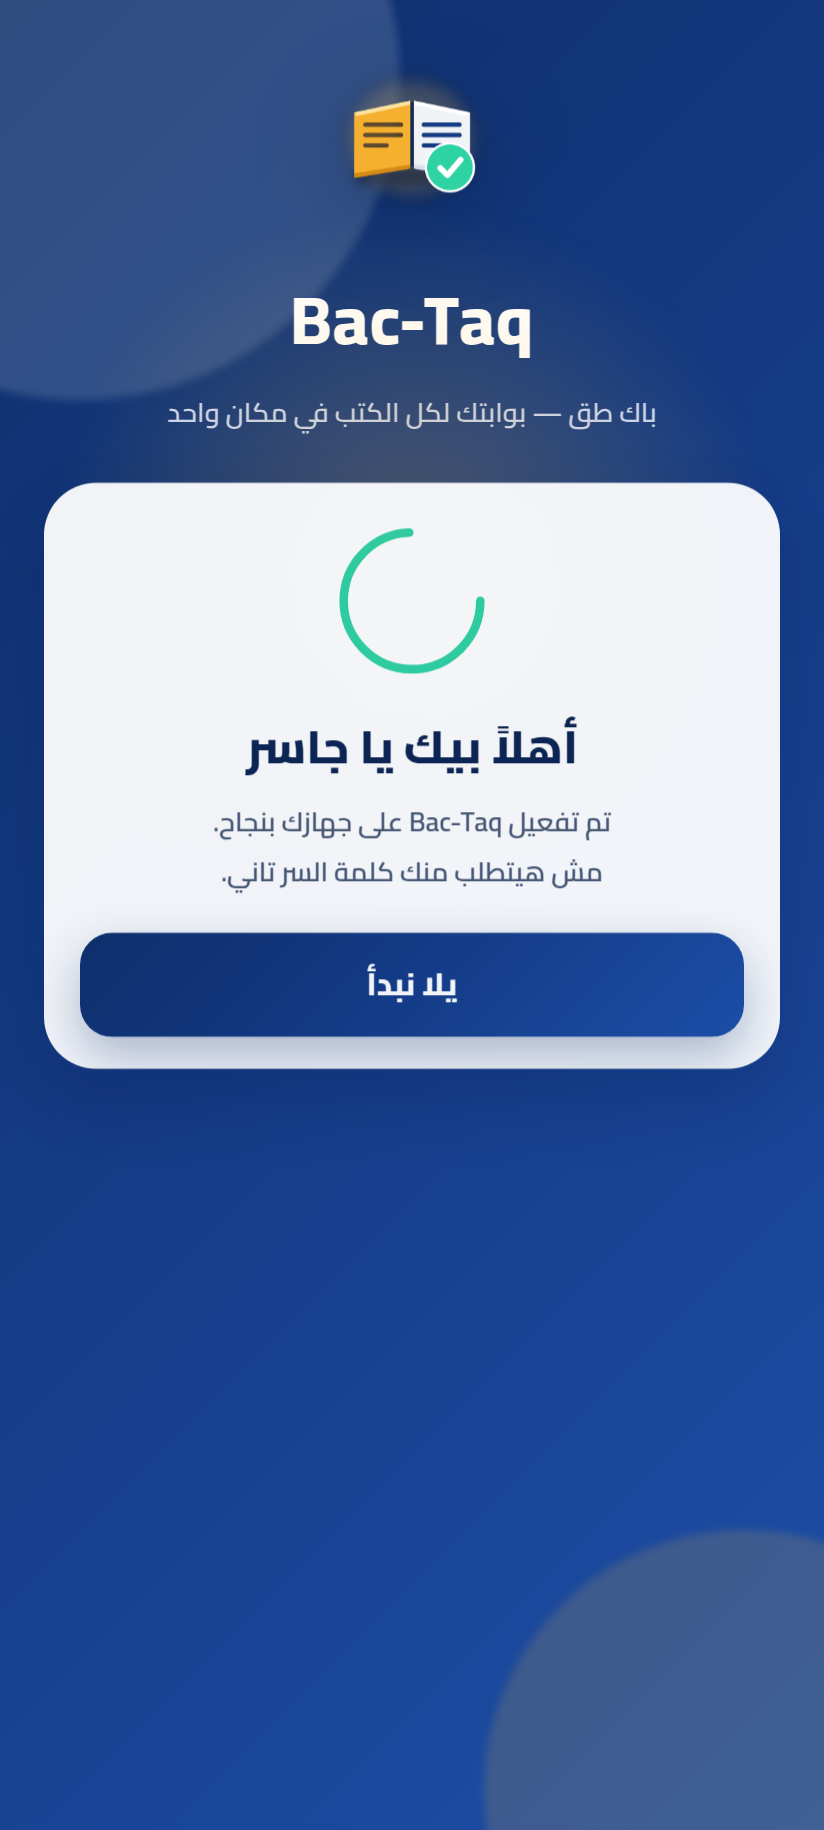 Bac-Taq
باك طق — بوابتك لكل الكتب في مكان واحد
أهلاً بيك يا جاسر
تم تفعيل Bac-Taq على جهازك بنجاح.
مش هيتطلب منك كلمة السر تاني.
يلا نبدأ